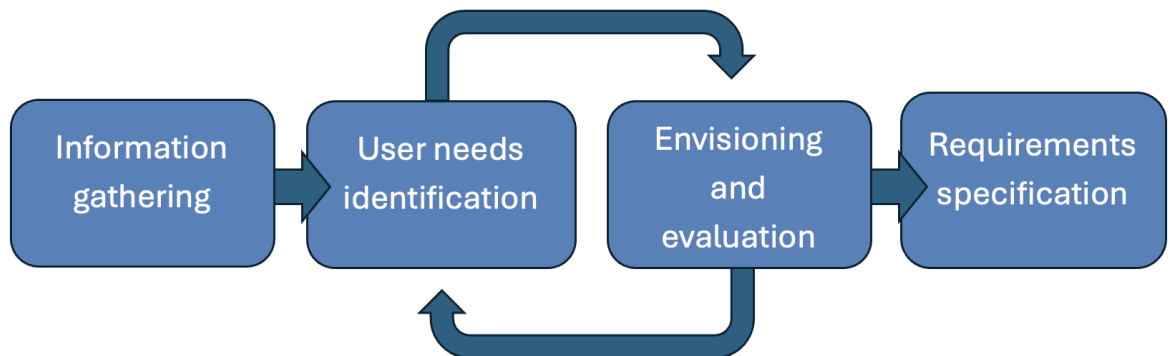 Information
gathering
User needs
identification
Envisioning
and
evaluation
Requirements
specification